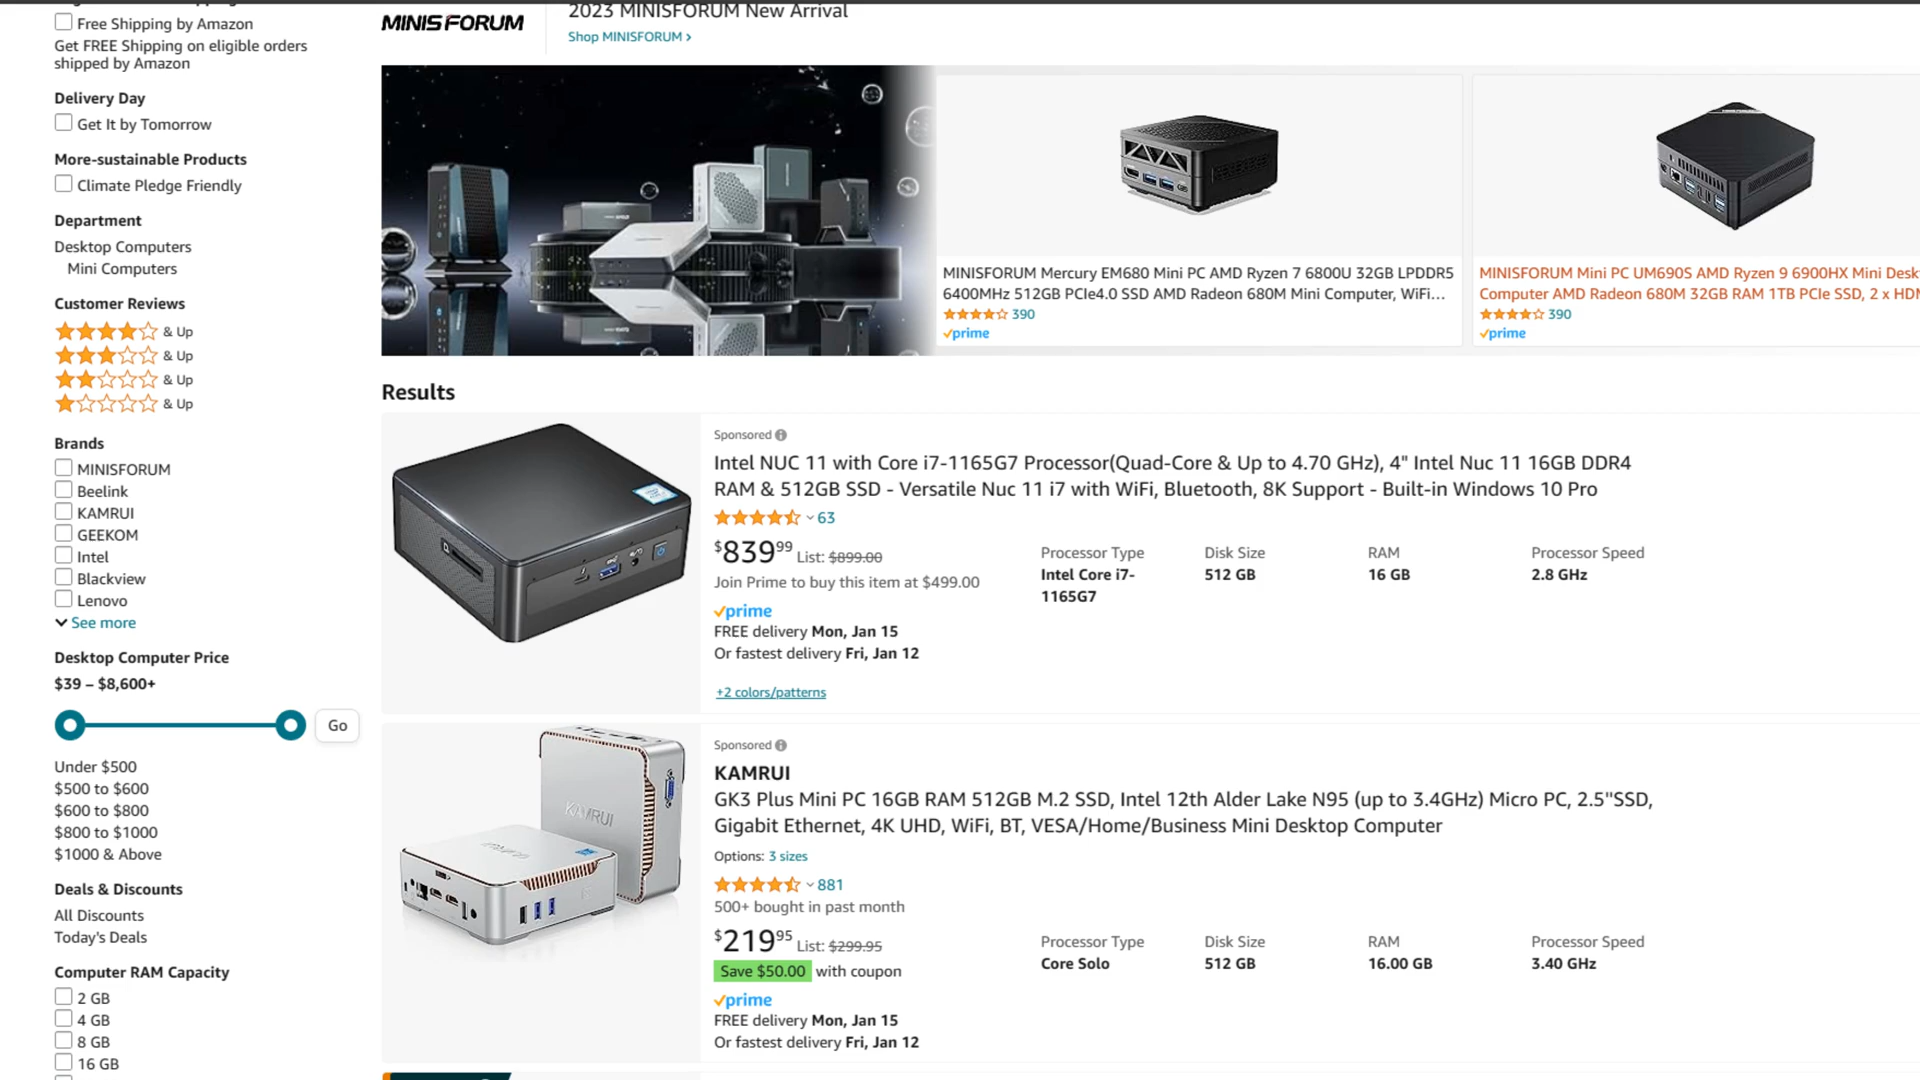 Free Shipping by Amazon
Get FREE Shipping on eligible orders
shipped by Amazon
Delivery Day
Get It by Tomorrow
More-sustainable Products
Climate Pledge Friendly
Department
Desktop Computers
Mini Computers
Customer Reviews
& Up
& Up
& Up
& Up
Brands
MINISFORUM
Beelink
KAMRUI
GEEKOM
Intel
Blackview
Lenovo
See more
Desktop Computer Price
$39 – $8,600+
Go
Under $500
$500 to $600
$600 to $800
$800 to $1000
$1000 & Above
Deals & Discounts
All Discounts
Today's Deals
Computer RAM Capacity
2 GB
4 GB
8 GB
16 GB
MINISFORUM
2023 MINISFORUM New Arrival
Shop MINISFORUM ›
MINISFORUM Mercury EM680 Mini PC AMD Ryzen 7 6800U 32GB LPDDR5
6400MHz 512GB PCIe4.0 SSD AMD Radeon 680M Mini Computer, WiFi...
390
prime
MINISFORUM Mini PC UM690S AMD Ryzen 9 6900HX Mini Desk
Computer AMD Radeon 680M 32GB RAM 1TB PCIe SSD, 2 x HDM
390
prime
Results
Sponsored
Intel NUC 11 with Core i7-1165G7 Processor(Quad-Core & Up to 4.70 GHz), 4" Intel Nuc 11 16GB DDR4
RAM & 512GB SSD - Versatile Nuc 11 i7 with WiFi, Bluetooth, 8K Support - Built-in Windows 10 Pro
63
$839 99 List: $899.00
Join Prime to buy this item at $499.00
prime
FREE delivery Mon, Jan 15
Or fastest delivery Fri, Jan 12
+2 colors/patterns
Processor Type
Intel Core i7-
1165G7
Disk Size
512 GB
RAM
16 GB
Processor Speed
2.8 GHz
KAMRUI
Sponsored
KAMRUI
GK3 Plus Mini PC 16GB RAM 512GB M.2 SSD, Intel 12th Alder Lake N95 (up to 3.4GHz) Micro PC, 2.5"SSD,
Gigabit Ethernet, 4K UHD, WiFi, BT, VESA/Home/Business Mini Desktop Computer
Options: 3 sizes
881
500+ bought in past month
$219 95 List: $299.95
Save $50.00 with coupon
prime
FREE delivery Mon, Jan 15
Or fastest delivery Fri, Jan 12
Processor Type
Core Solo
Disk Size
512 GB
RAM
16.00 GB
Processor Speed
3.40 GHz